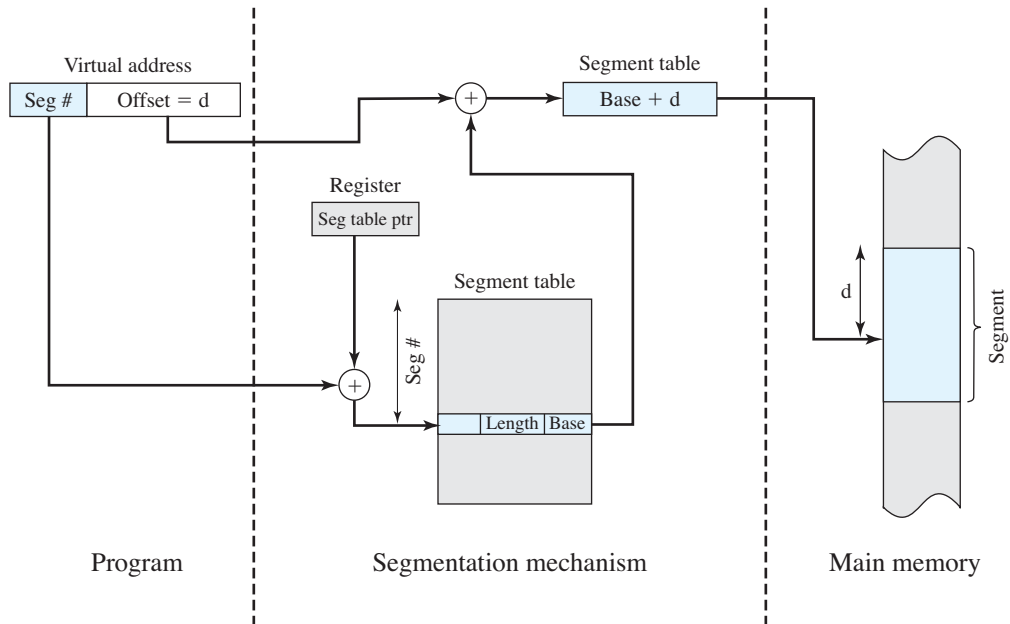 Virtual address
Seg #
Offset = d
Segment table
Base + d
Register
Seg table ptr
Segment table
Seg #
Length
Base
d
Segment
Program
Segmentation mechanism
Main memory
+
+